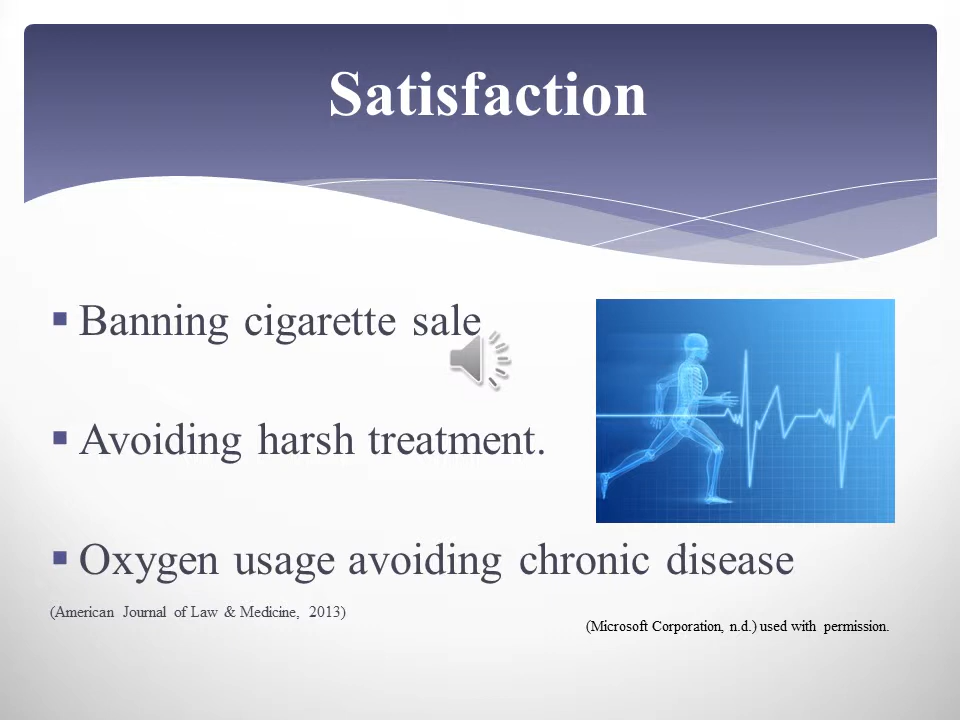 Satisfaction
▪ Banning cigarette sale
▪ Avoiding harsh treatment.
▪ Oxygen usage avoiding chronic disease
(American Journal of Law & Medicine, 2013)
(Microsoft Corporation, n.d.) used with permission.